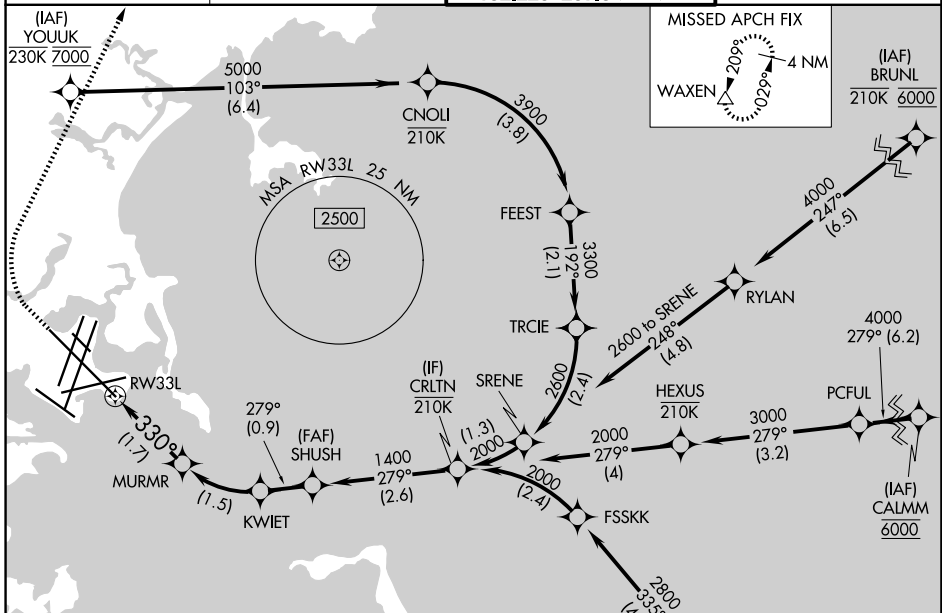 (IAF)
YOUUK
230K 7000
5000
103°
(6.4)
CNOLI
210K
3900
(3.8)
MISSED APCH FIX
209°
029°
4 NM
WAXEN
(IAF)
BRUNL
210K 6000
4000
247°
(6.5)
MSA RW33L 25 NM
2500
FEEST
3300
192°
(2.1)
RYLAN
2600 to SRENE
248°
(4.8)
TRCIE
2600
(2.4)
4000
279° (6.2)
RW33L
(IF)
CRLTN
210K
SRENE
HEXUS
210K
PCFUL
279°
(0.9)
(FAF)
SHUSH
(1.3)
2000
2000
279°
(4)
3000
279°
(3.2)
330°
(1.7)
1400
279°
(2.6)
MURMR
(1.5)
KWIET
2000
(2.4)
FSSKK
(IAF)
CALMM
6000
2800
335°